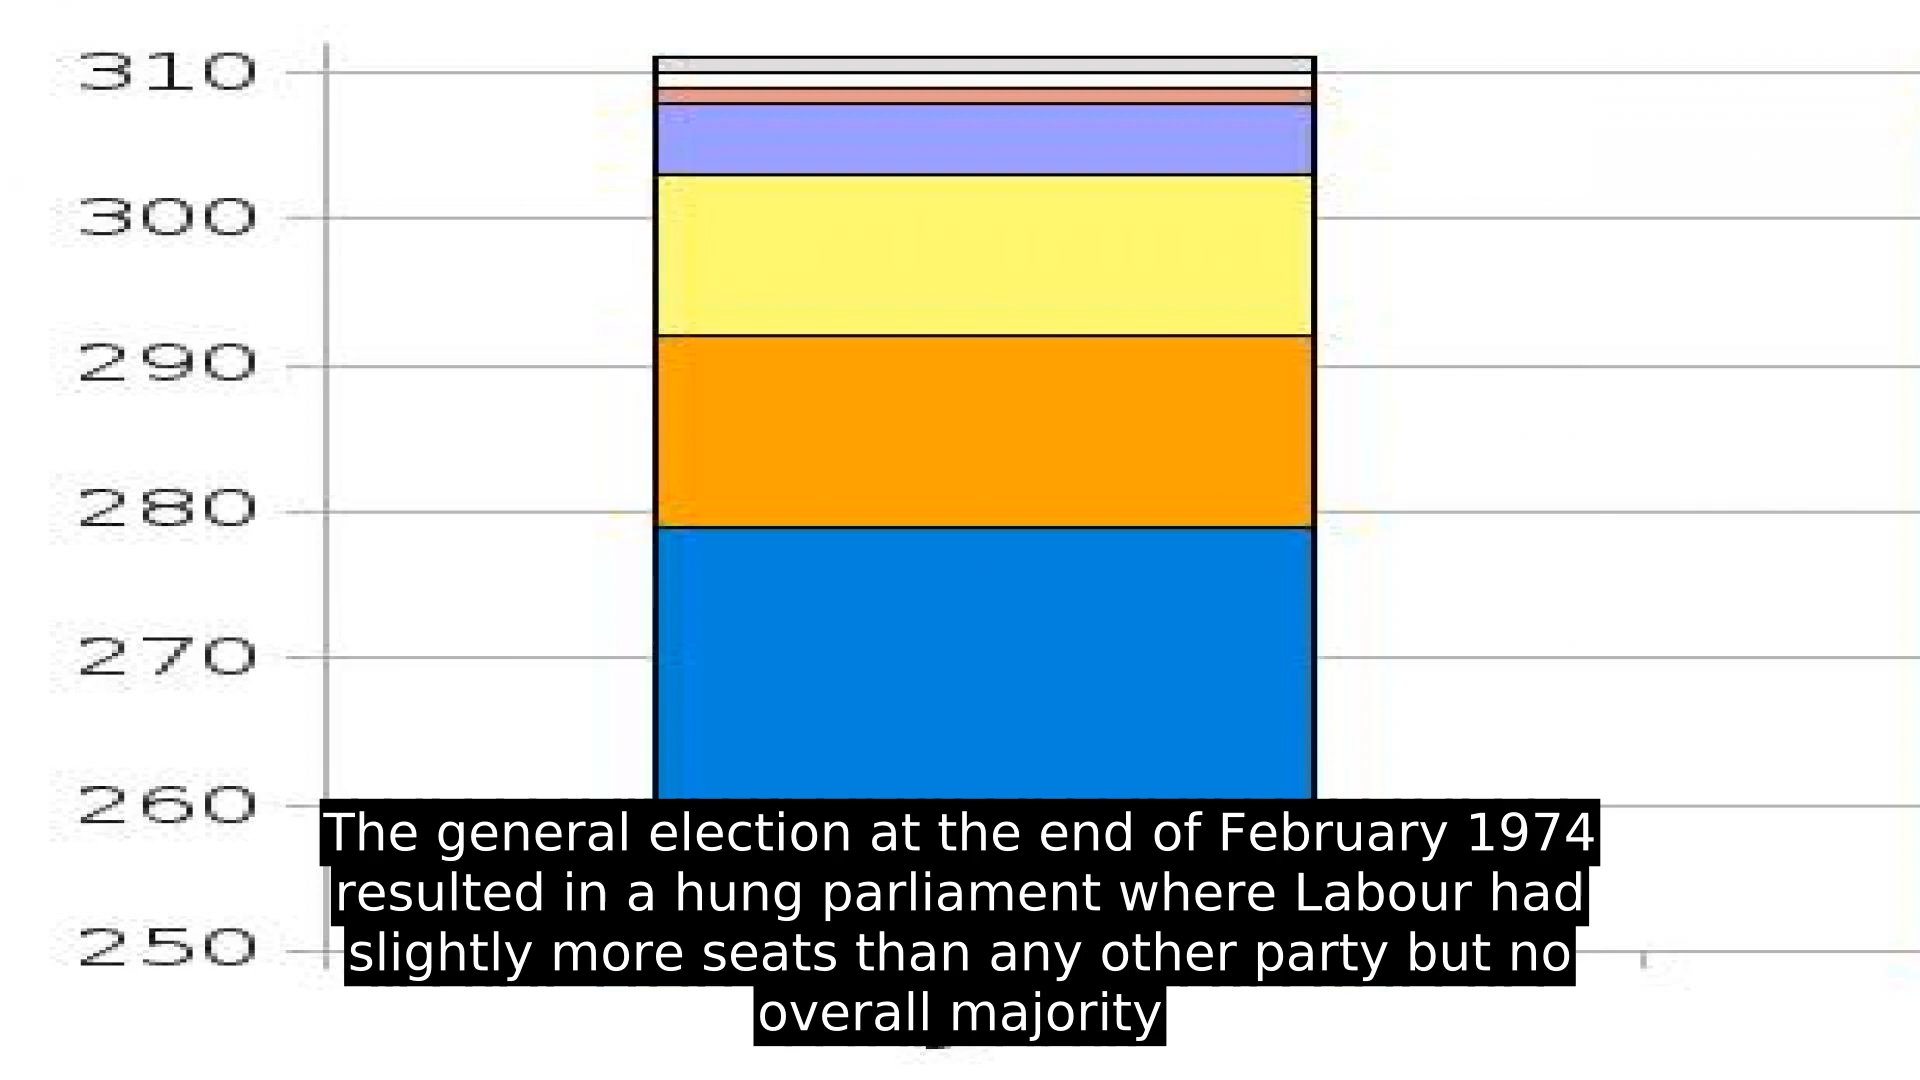 310
300
290
280
270
260
250
The general election at the end of February 1974
resulted in a hung parliament where Labour had
slightly more seats than any other party but no
overall majority